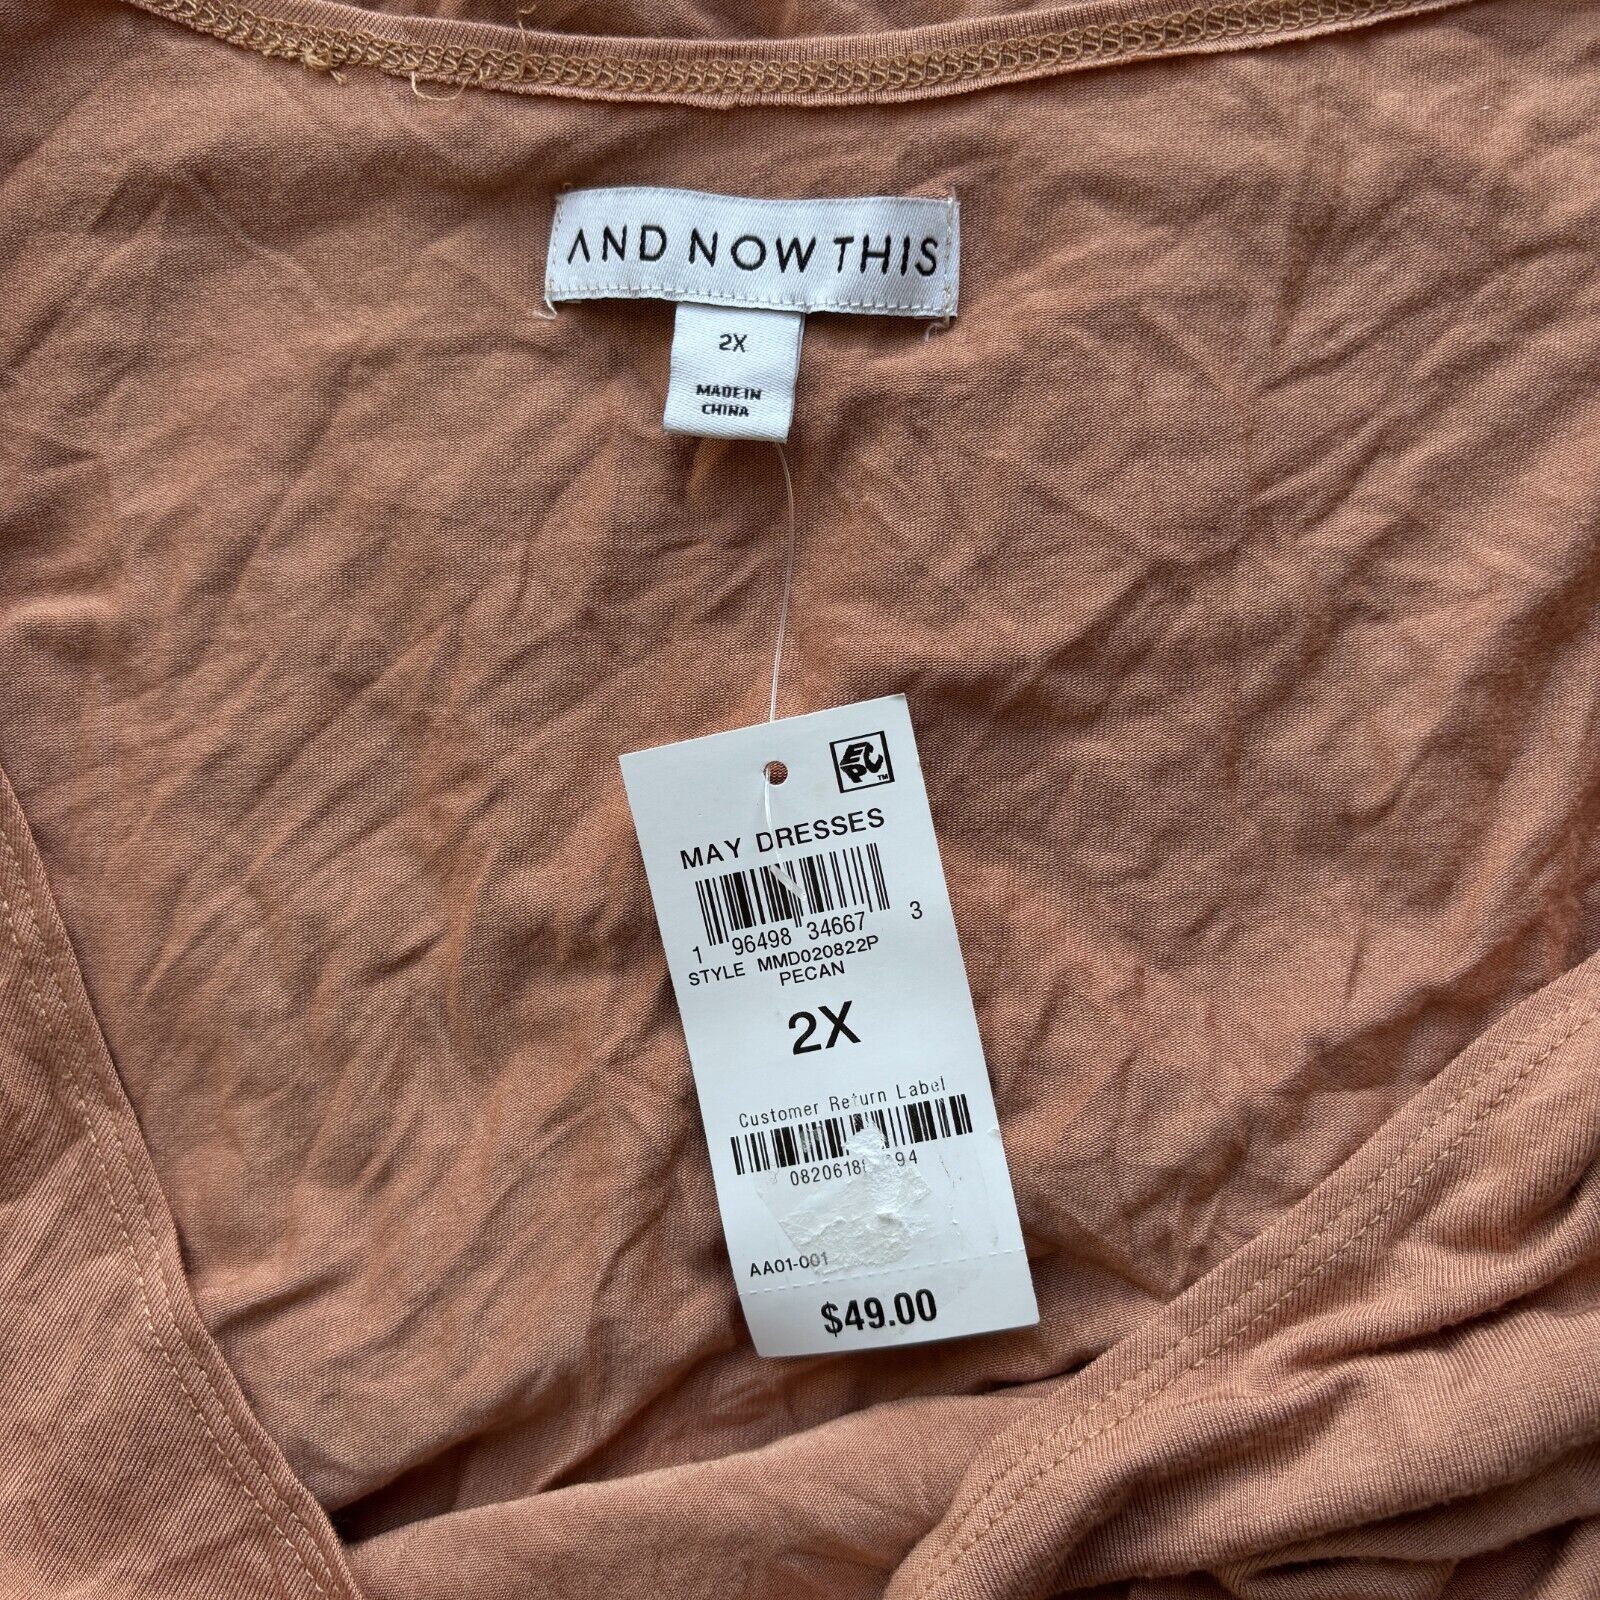 AND NOW THIS
2X
MADE IN
CHINA
EPC™
MAY DRESSES
1 96498 34667 3
STYLE MMD020822P
PECAN
2X
Customer Return Label
AA01-001
$49.00